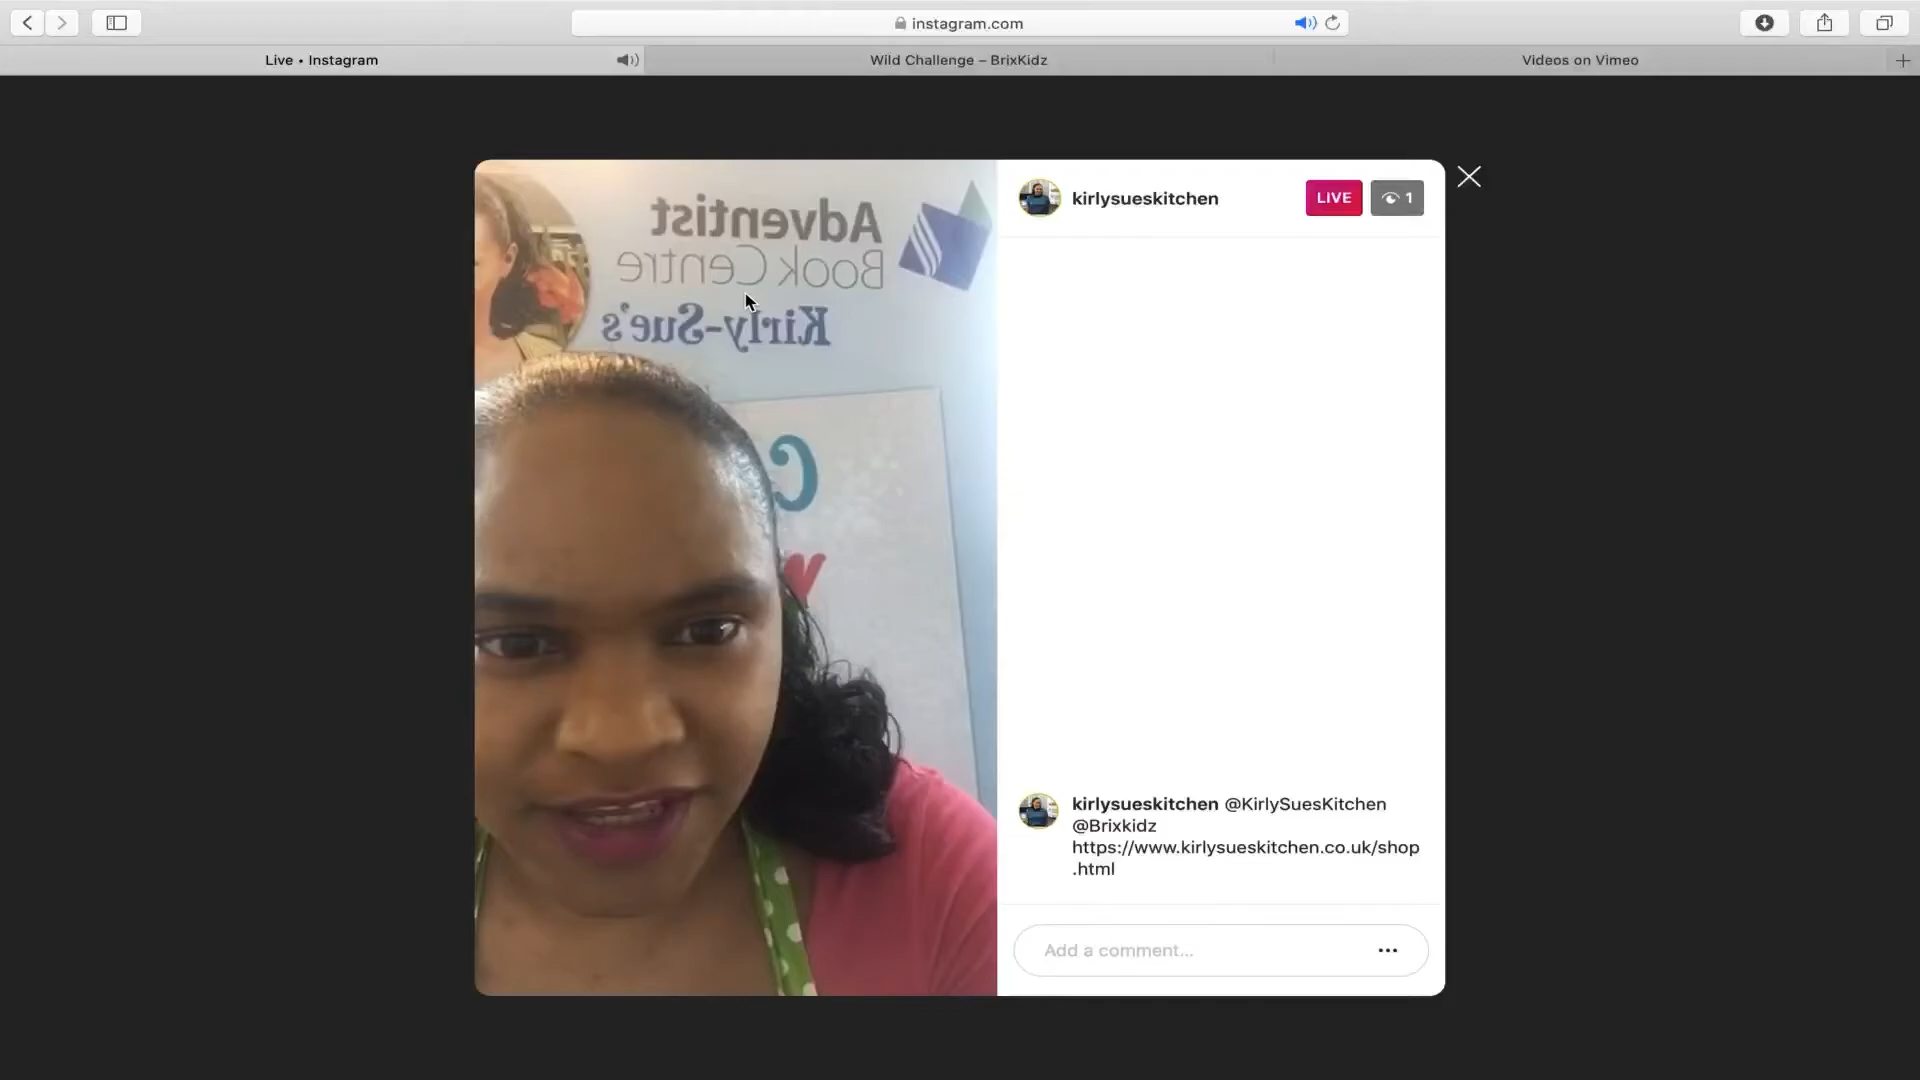 instagram.com
Live • Instagram
Wild Challenge – BrixKidz
Videos on Vimeo
Adventist
Book Centre
Kirly-Sue's
C
kirlysueskitchen
LIVE
1
kirlysueskitchen @KirlySuesKitchen
@Brixkidz
https://www.kirlysueskitchen.co.uk/shop
.html
Add a comment...